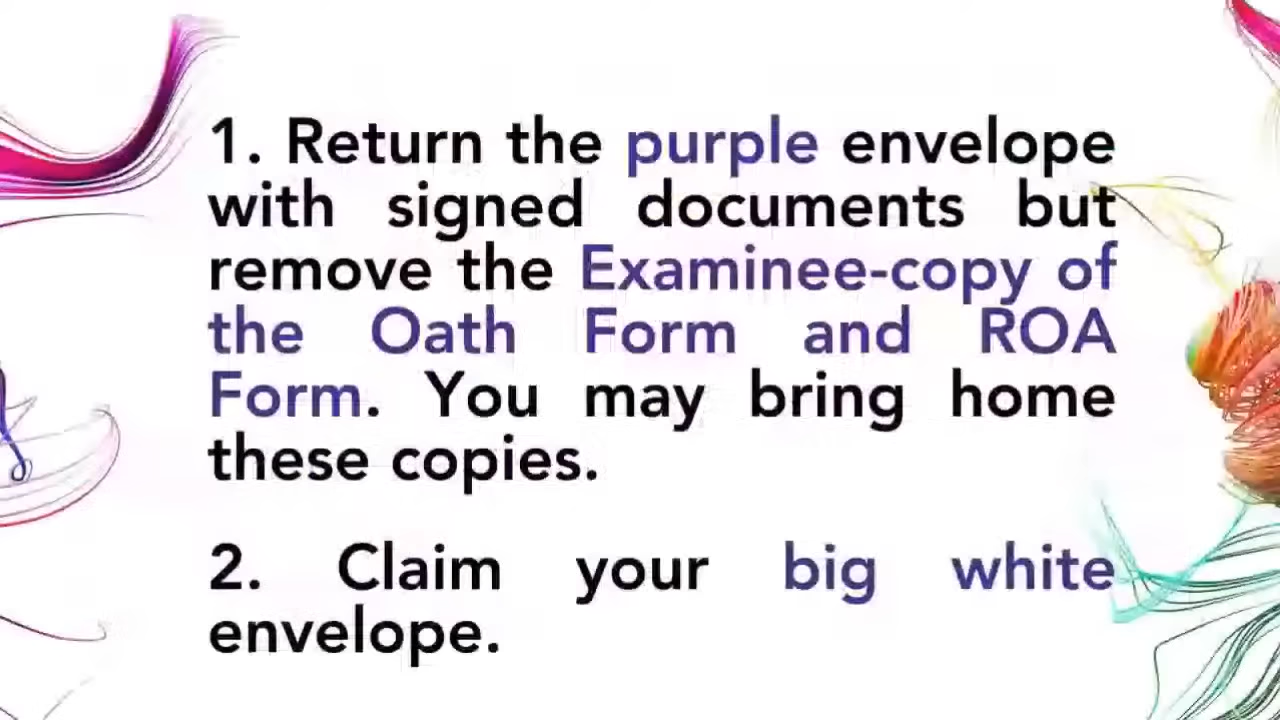 1. Return the purple envelope
with signed documents but
remove the Examinee-copy of
the Oath Form and ROA
Form. You may bring home
these copies.
2. Claim your big white
envelope.